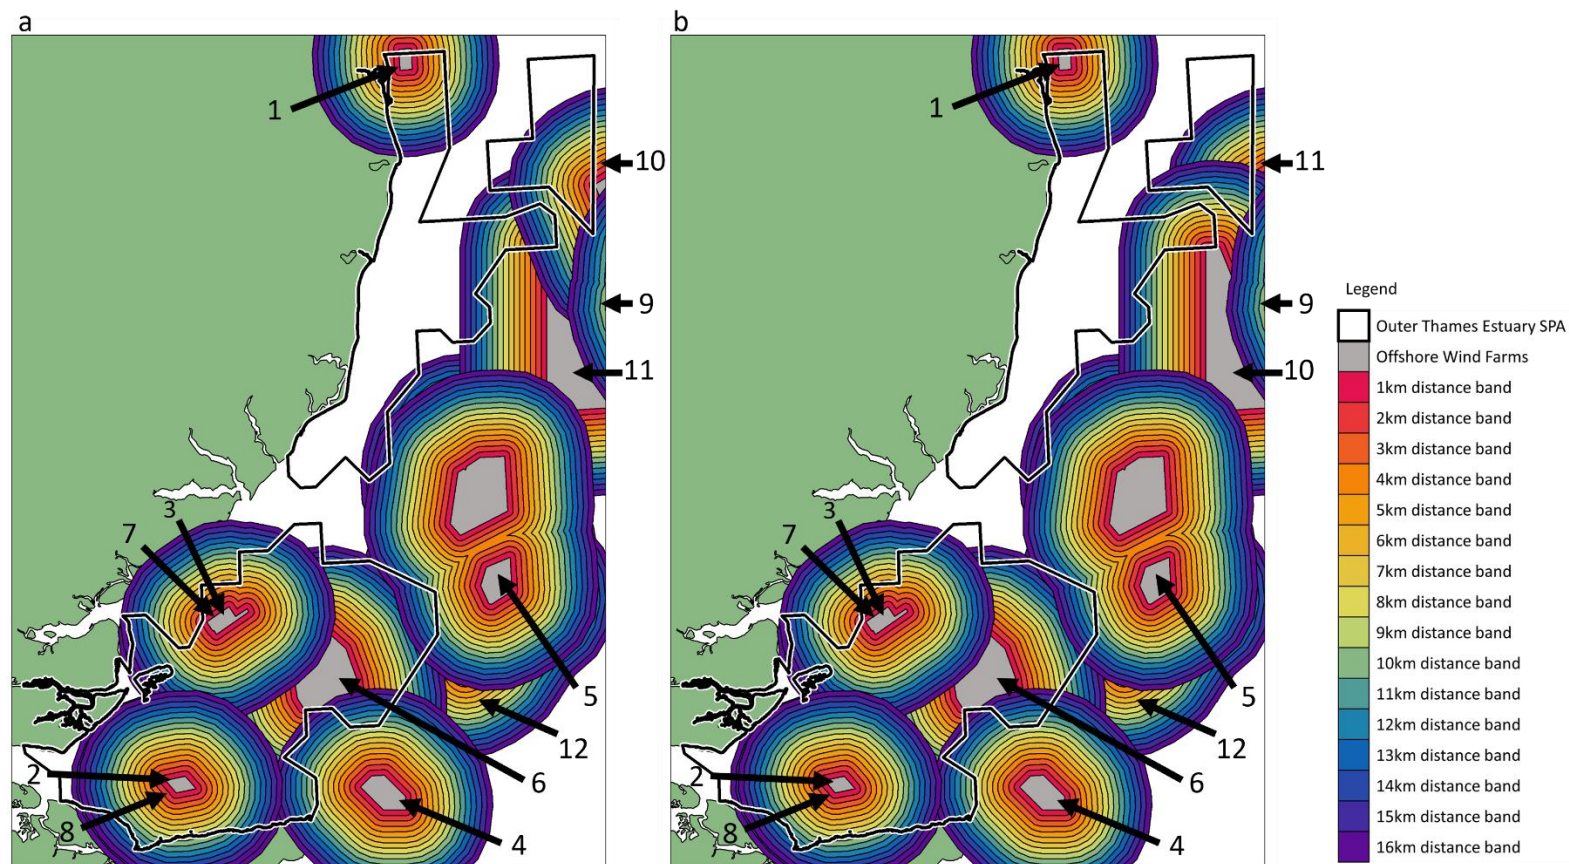 a
b
1
10
9
11
3
7
5
12
2
6
8
4
1
11
9
10
3
7
5
12
2
6
8
4
Legend
Outer Thames Estuary SPA
Offshore Wind Farms
1km distance band
2km distance band
3km distance band
4km distance band
5km distance band
6km distance band
7km distance band
8km distance band
9km distance band
10km distance band
11km distance band
12km distance band
13km distance band
14km distance band
15km distance band
16km distance band